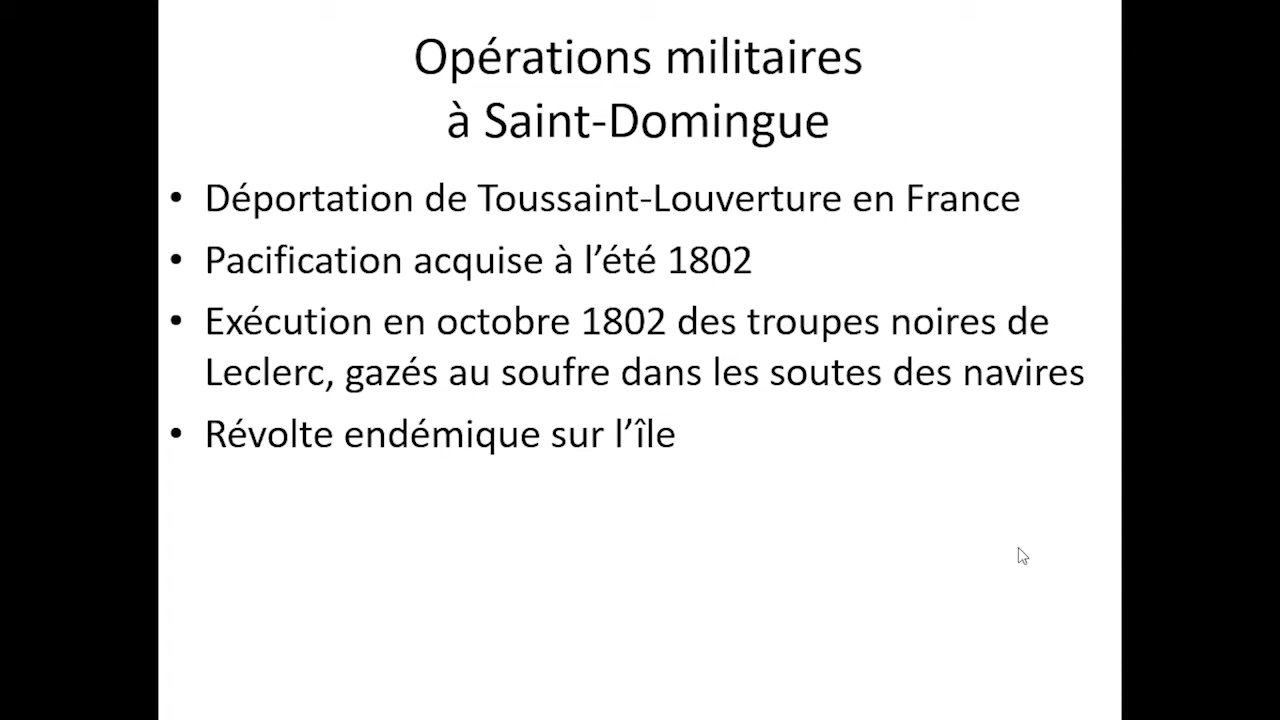 Opérations militaires
à Saint-Domingue
• Déportation de Toussaint-Louverture en France
• Pacification acquise à l’été 1802
• Exécution en octobre 1802 des troupes noires de
Leclerc, gazés au soufre dans les soutes des navires
• Révolte endémique sur l’île